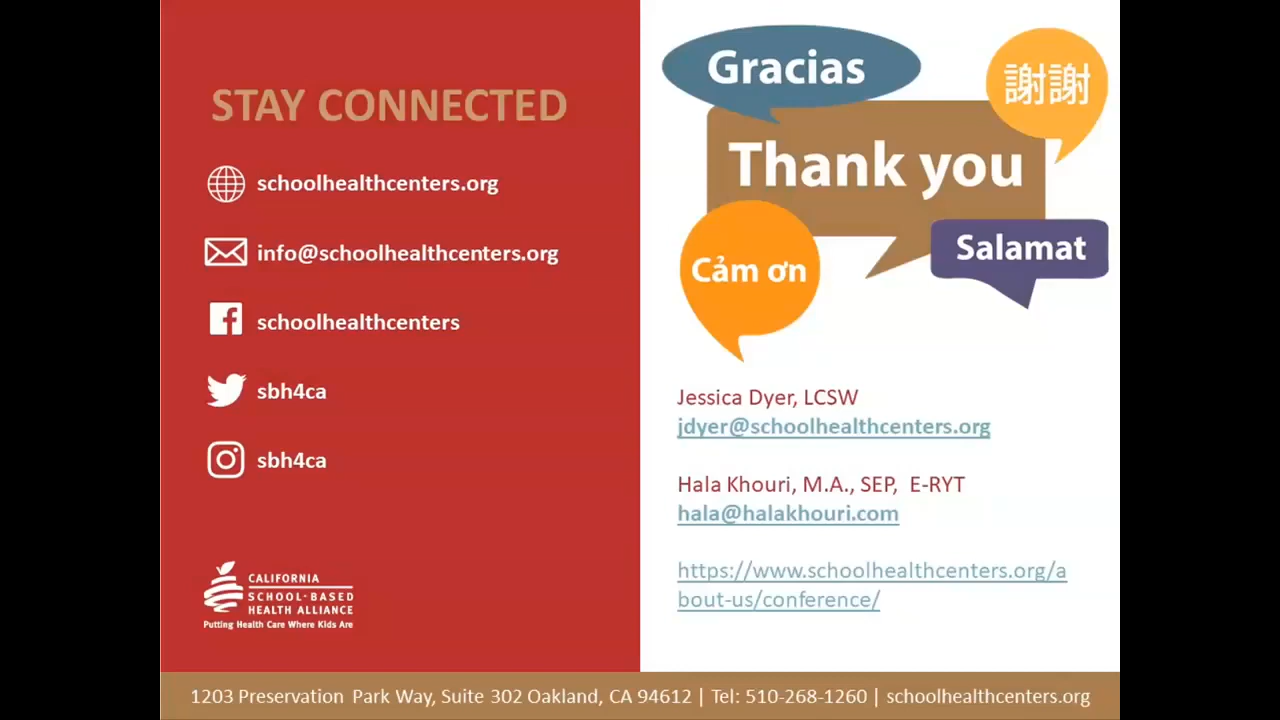 STAY CONNECTED
schoolhealthcenters.org
info@schoolhealthcenters.org
schoolhealthcenters
sbh4ca
sbh4ca
CALIFORNIA
SCHOOL-BASED
HEALTH ALLIANCE
Putting Health Care Where Kids Are
Gracias
謝謝
Thank you
Cảm ơn
Salamat
Jessica Dyer, LCSW
jdyer@schoolhealthcenters.org
Hala Khouri, M.A., SEP,  E-RYT
hala@halakhouri.com
https://www.schoolhealthcenters.org/a
bout-us/conference/
1203 Preservation Park Way, Suite 302 Oakland, CA 94612 | Tel: 510-268-1260 | schoolhealthcenters.org